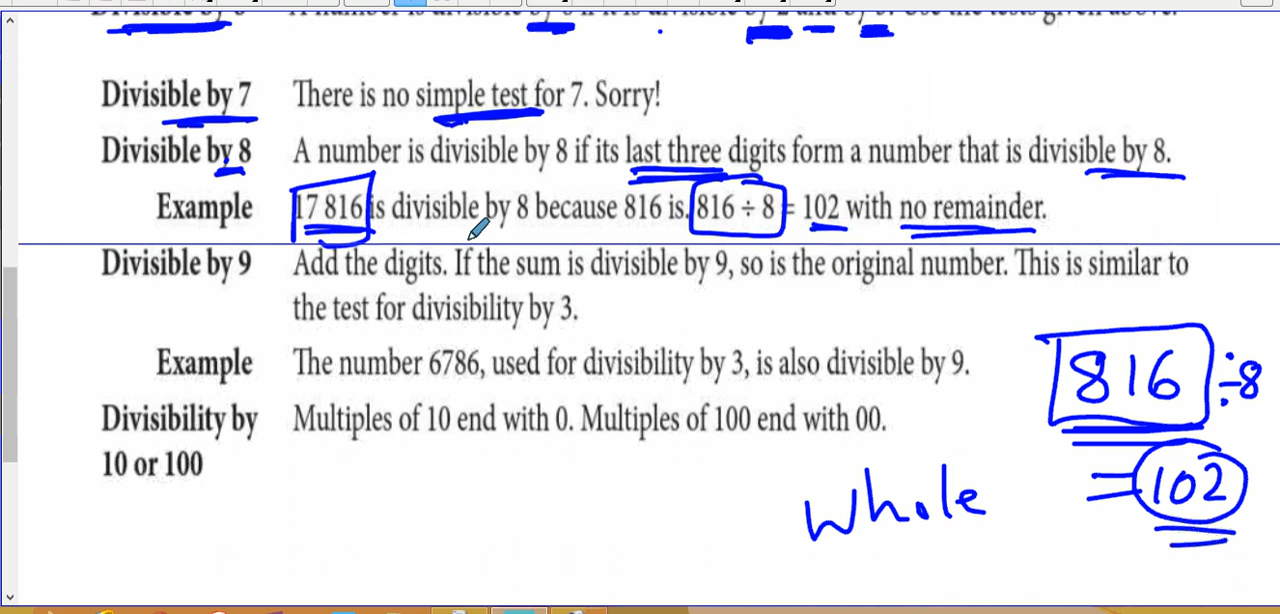 Divisible by 7 There is no simple test for 7. Sorry!
Divisible by 8 A number is divisible by 8 if its last three digits form a number that is divisible by 8.
Example 17 816 is divisible by 8 because 816 is. 816 ÷ 8 = 102 with no remainder.
Divisible by 9 Add the digits. If the sum is divisible by 9, so is the original number. This is similar to
the test for divisibility by 3.
Example The number 6786, used for divisibility by 3, is also divisible by 9.
816 ÷8
Divisibility by Multiples of 10 end with 0. Multiples of 100 end with 00.
10 or 100
= 102
whole